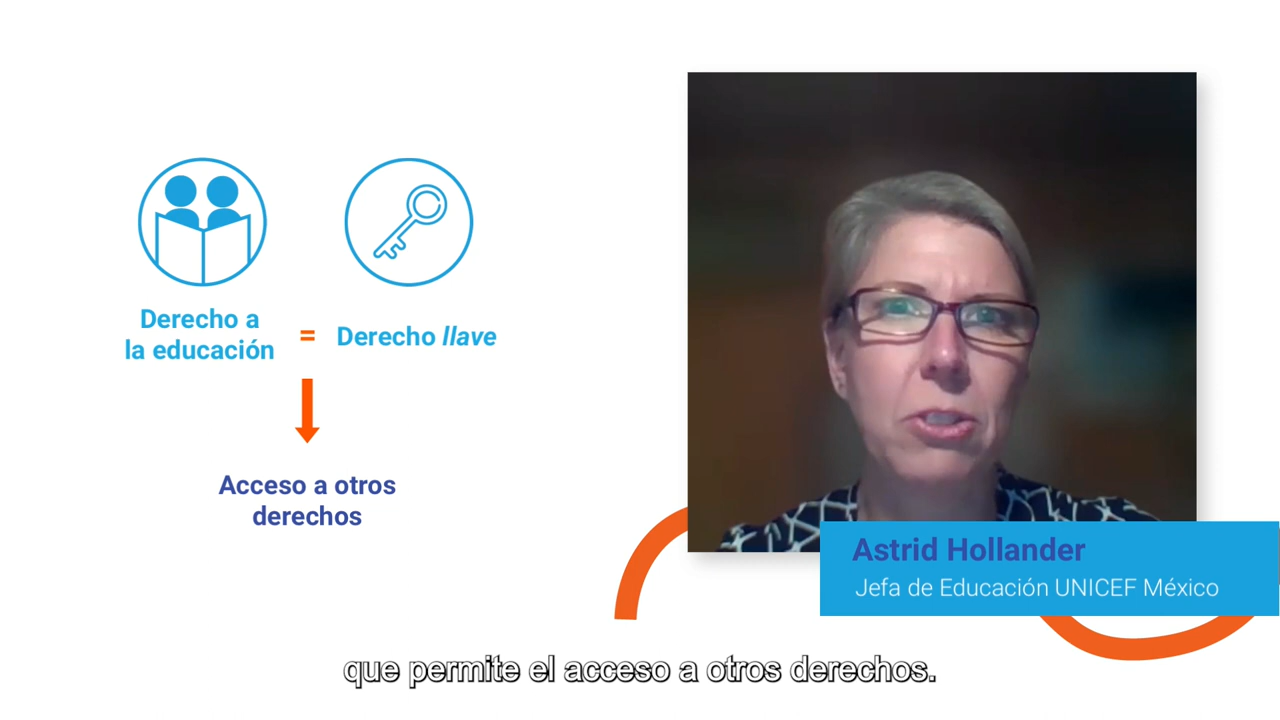 Derecho a
la educación
=
Derecho llave
Acceso a otros
derechos
Astrid Hollander
Jefa de Educación UNICEF México
que permite el acceso a otros derechos.